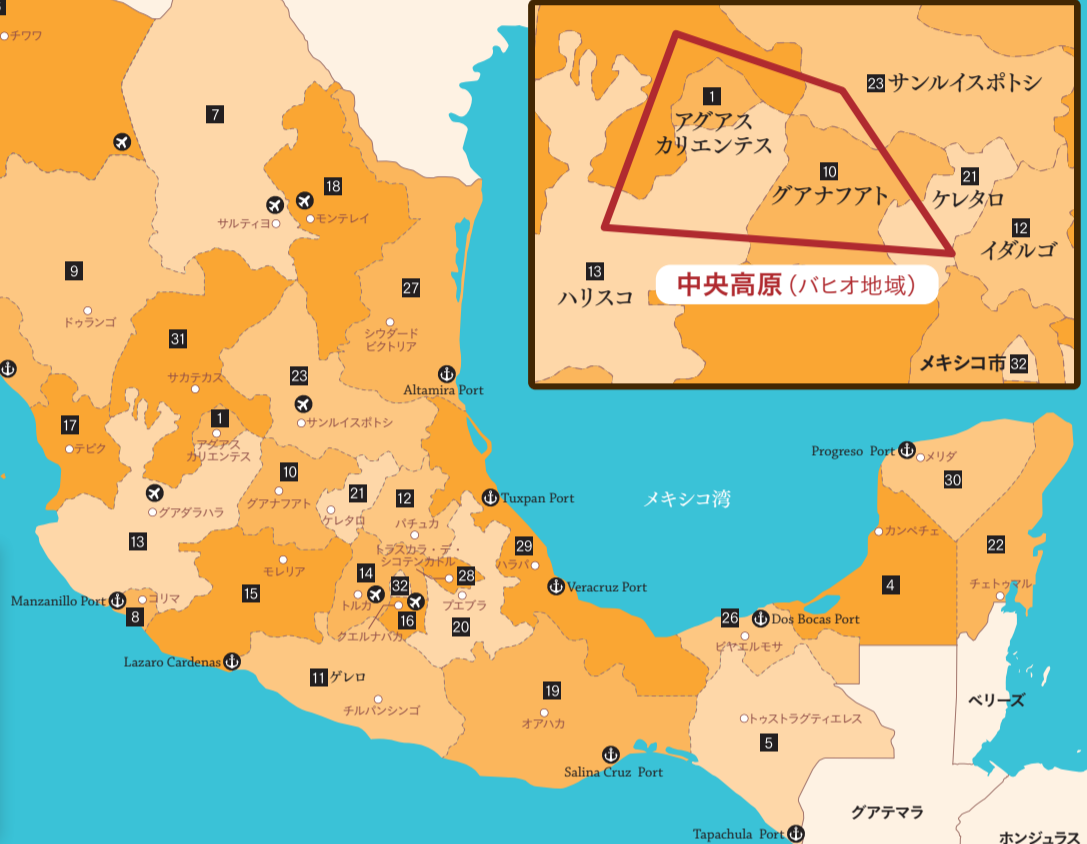 チワワ
7
18
サルティヨ
モンテレイ
9
ドゥランゴ
27
シウダード
ビクトリア
31
サカテカス
23
サンルイスポトシ
Altamira Port
17
テピク
1
アグアス
カリエンテス
10
グアナフアト
21
ケレタロ
12
パチュカ
Tuxpan Port
グアダラハラ
13
トラスカラ・デ・
シコテンカトル
29
ハラパ
モレリア
15
14
トルカ
32
28
プエブラ
16
クエルナバカ
20
Veracruz Port
Manzanillo Port
コリマ
8
Lazaro Cardenas
11 ゲレロ
チルパンシンゴ
19
オアハカ
Salina Cruz Port
26
Dos Bocas Port
ビヤエルモサ
トゥストラグティエレス
5
Tapachula Port
メキシコ湾
Progreso Port
メリダ
30
カンペチェ
22
4
チェトゥマル
ベリーズ
グアテマラ
ホンジュラス
23 サンルイスポトシ
1
アグアス
カリエンテス
10
グアナフアト
21
ケレタロ
12
イダルゴ
13
ハリスコ
中央高原(バヒオ地域)
メキシコ市 32